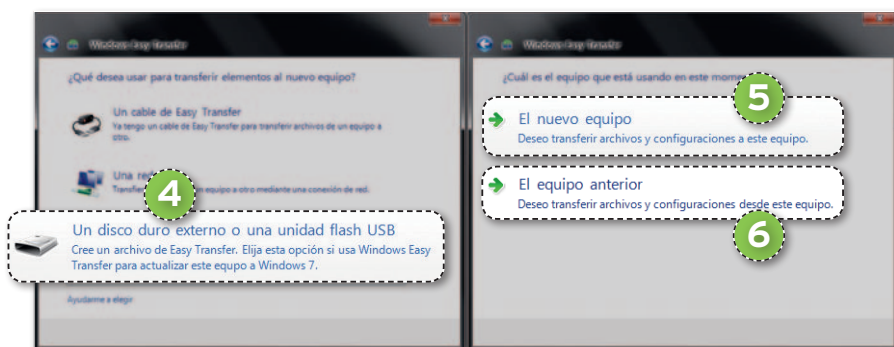 Windows Easy Transfer
¿Qué desea usar para transferir elementos al nuevo equipo?
Un cable de Easy Transfer
Ya tengo un cable de Easy Transfer para transferir archivos de un equipo a
otro.
Una red
Transfier equipo a otro mediante una conexión de red.
4
Un disco duro externo o una unidad flash USB
Cree un archivo de Easy Transfer. Elija esta opción si usa Windows Easy
Transfer para actualizar este equpo a Windows 7.
Ayudarme a elegir
Windows Easy Transfer
¿Cuál es el equipo que está usando en este
5
El nuevo equipo
Deseo transferir archivos y configuraciones a este equipo.
El equipo anterior
Deseo transferir archivos y configuraciones desde este equipo.
6